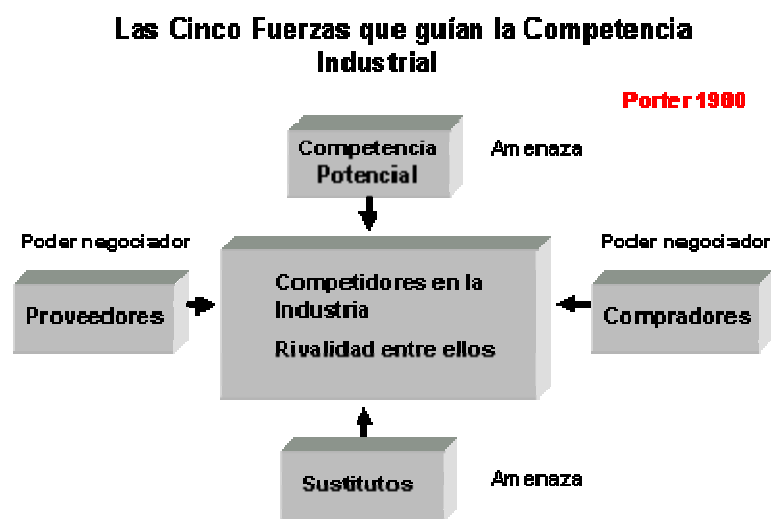 Las Cinco Fuerzas que guían la Competencia
Industrial
Porter 1980
Competencia
Potencial
Amenaza
Poder negociador
Poder negociador
Proveedores
Competidores en la
Industria
Rivalidad entre ellos
Compradores
Sustitutos
Amenaza